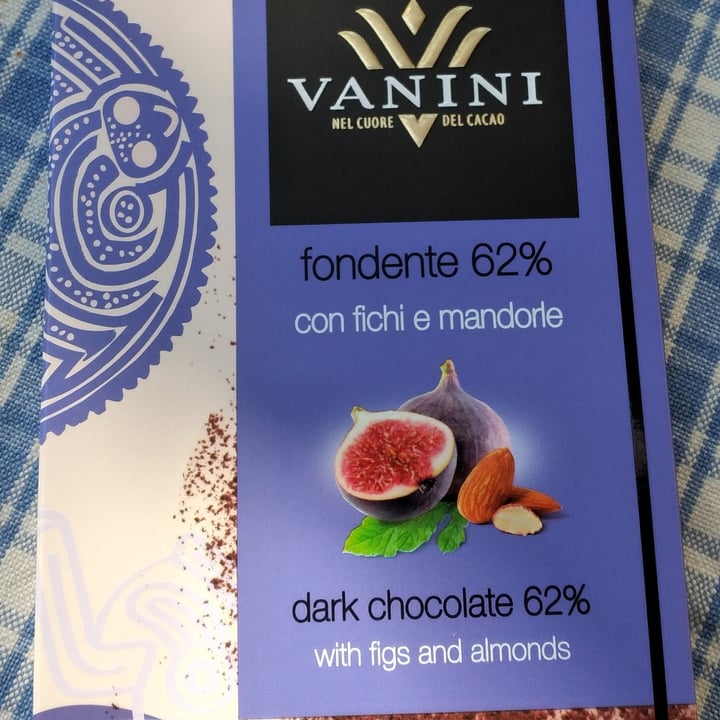 VANINI
NEL CUORE DEL CACAO
fondente 62%
con fichi e mandorle
dark chocolate 62%
with figs and almonds